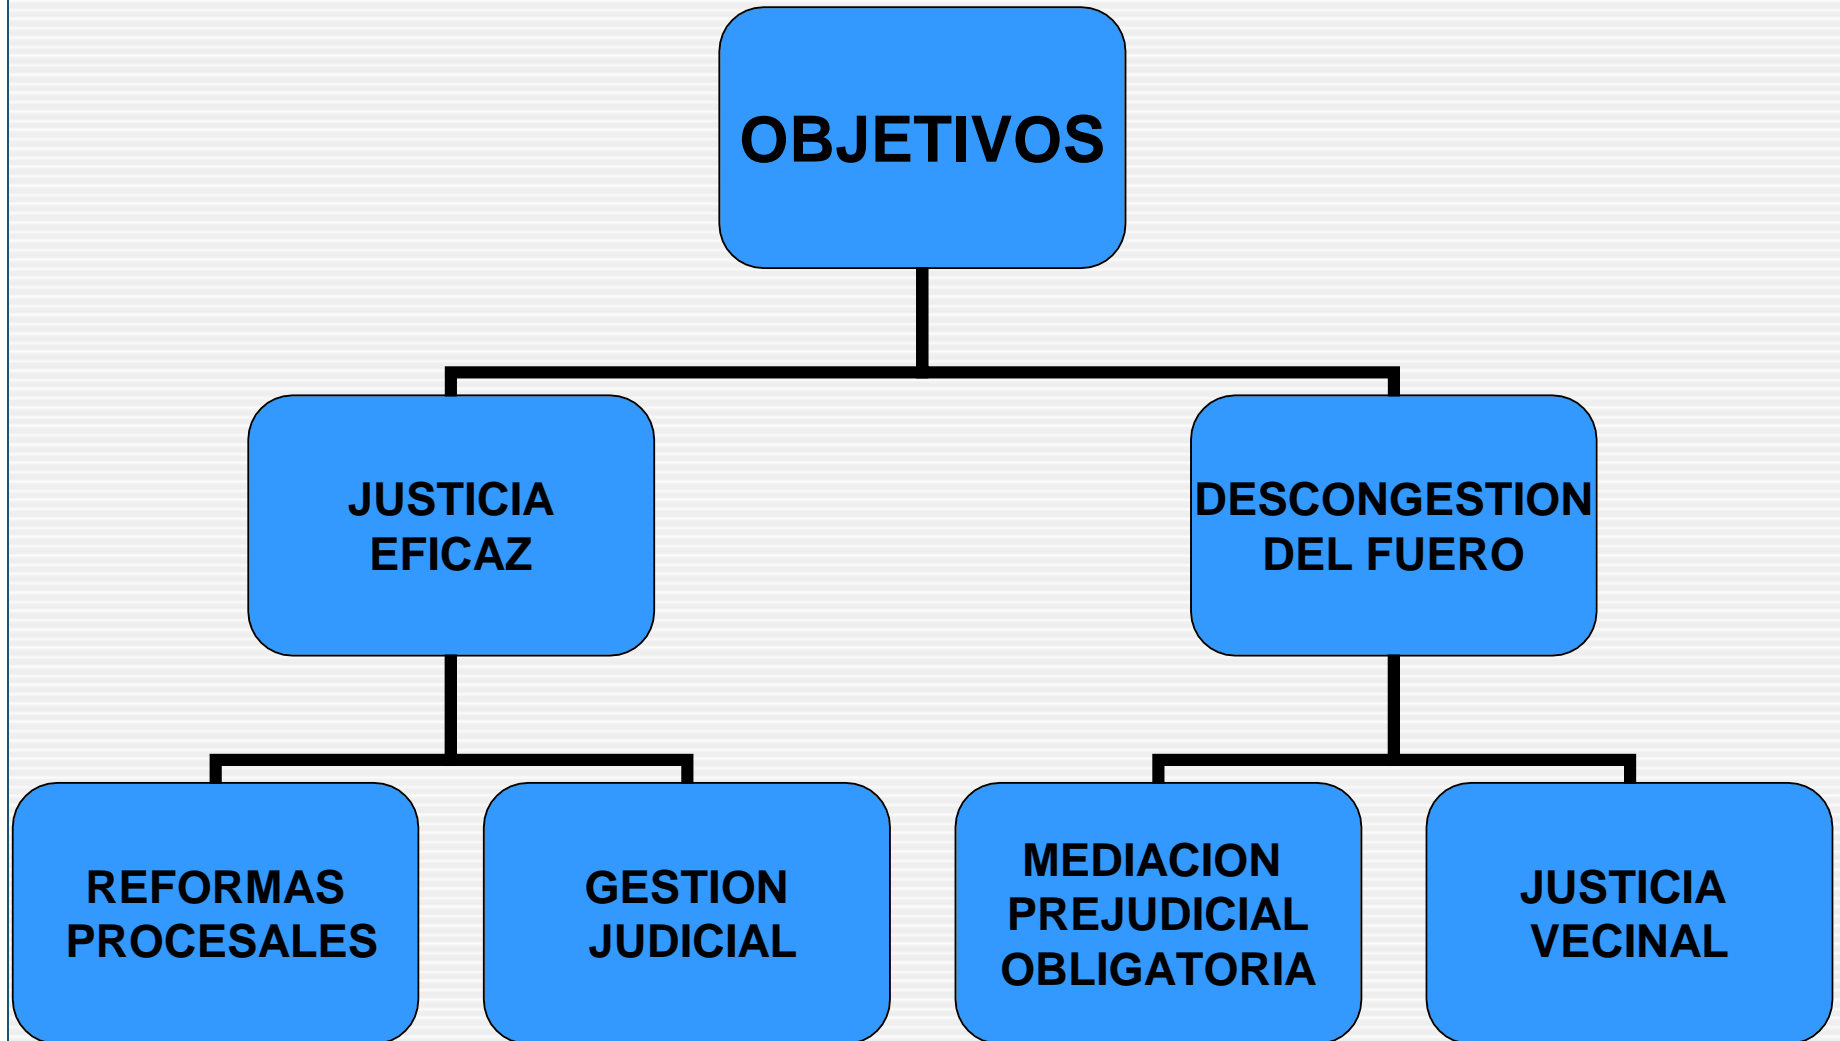 OBJETIVOS
JUSTICIA
EFICAZ
DESCONGESTION
DEL FUERO
REFORMAS
PROCESALES
GESTION
JUDICIAL
MEDIACION
PREJUDICIAL
OBLIGATORIA
JUSTICIA
VECINAL